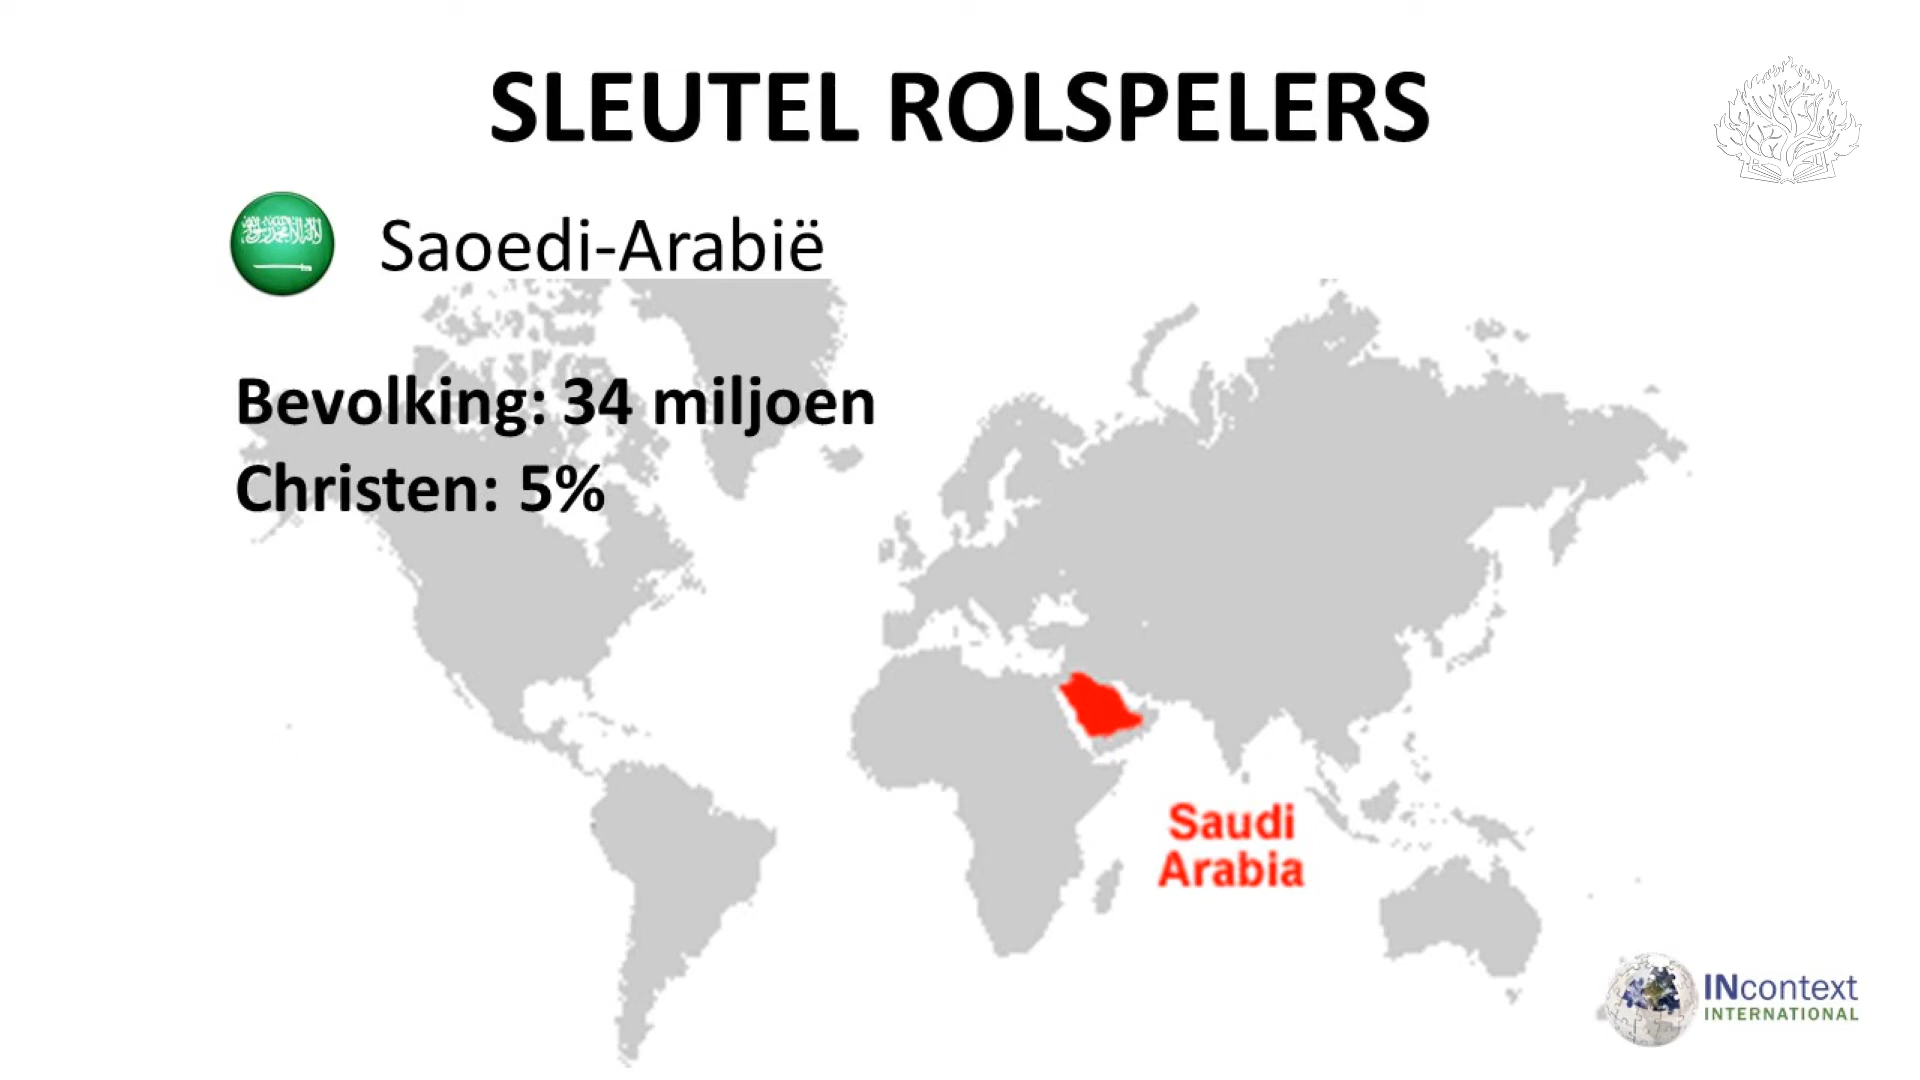 SLEUTEL ROLSPELERS
Saoedi-Arabië
Bevolking: 34 miljoen
Christen: 5%
Saudi
Arabia
INcontext
INTERNATIONAL